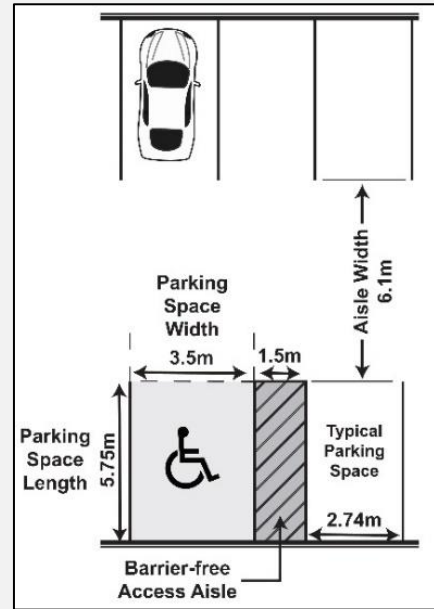 Aisle Width
6.1m
Parking
Space
Width
3.5m
1.5m
Parking
Space
Length
5.75m
Typical
Parking
Space
2.74m
Barrier-free
Access Aisle